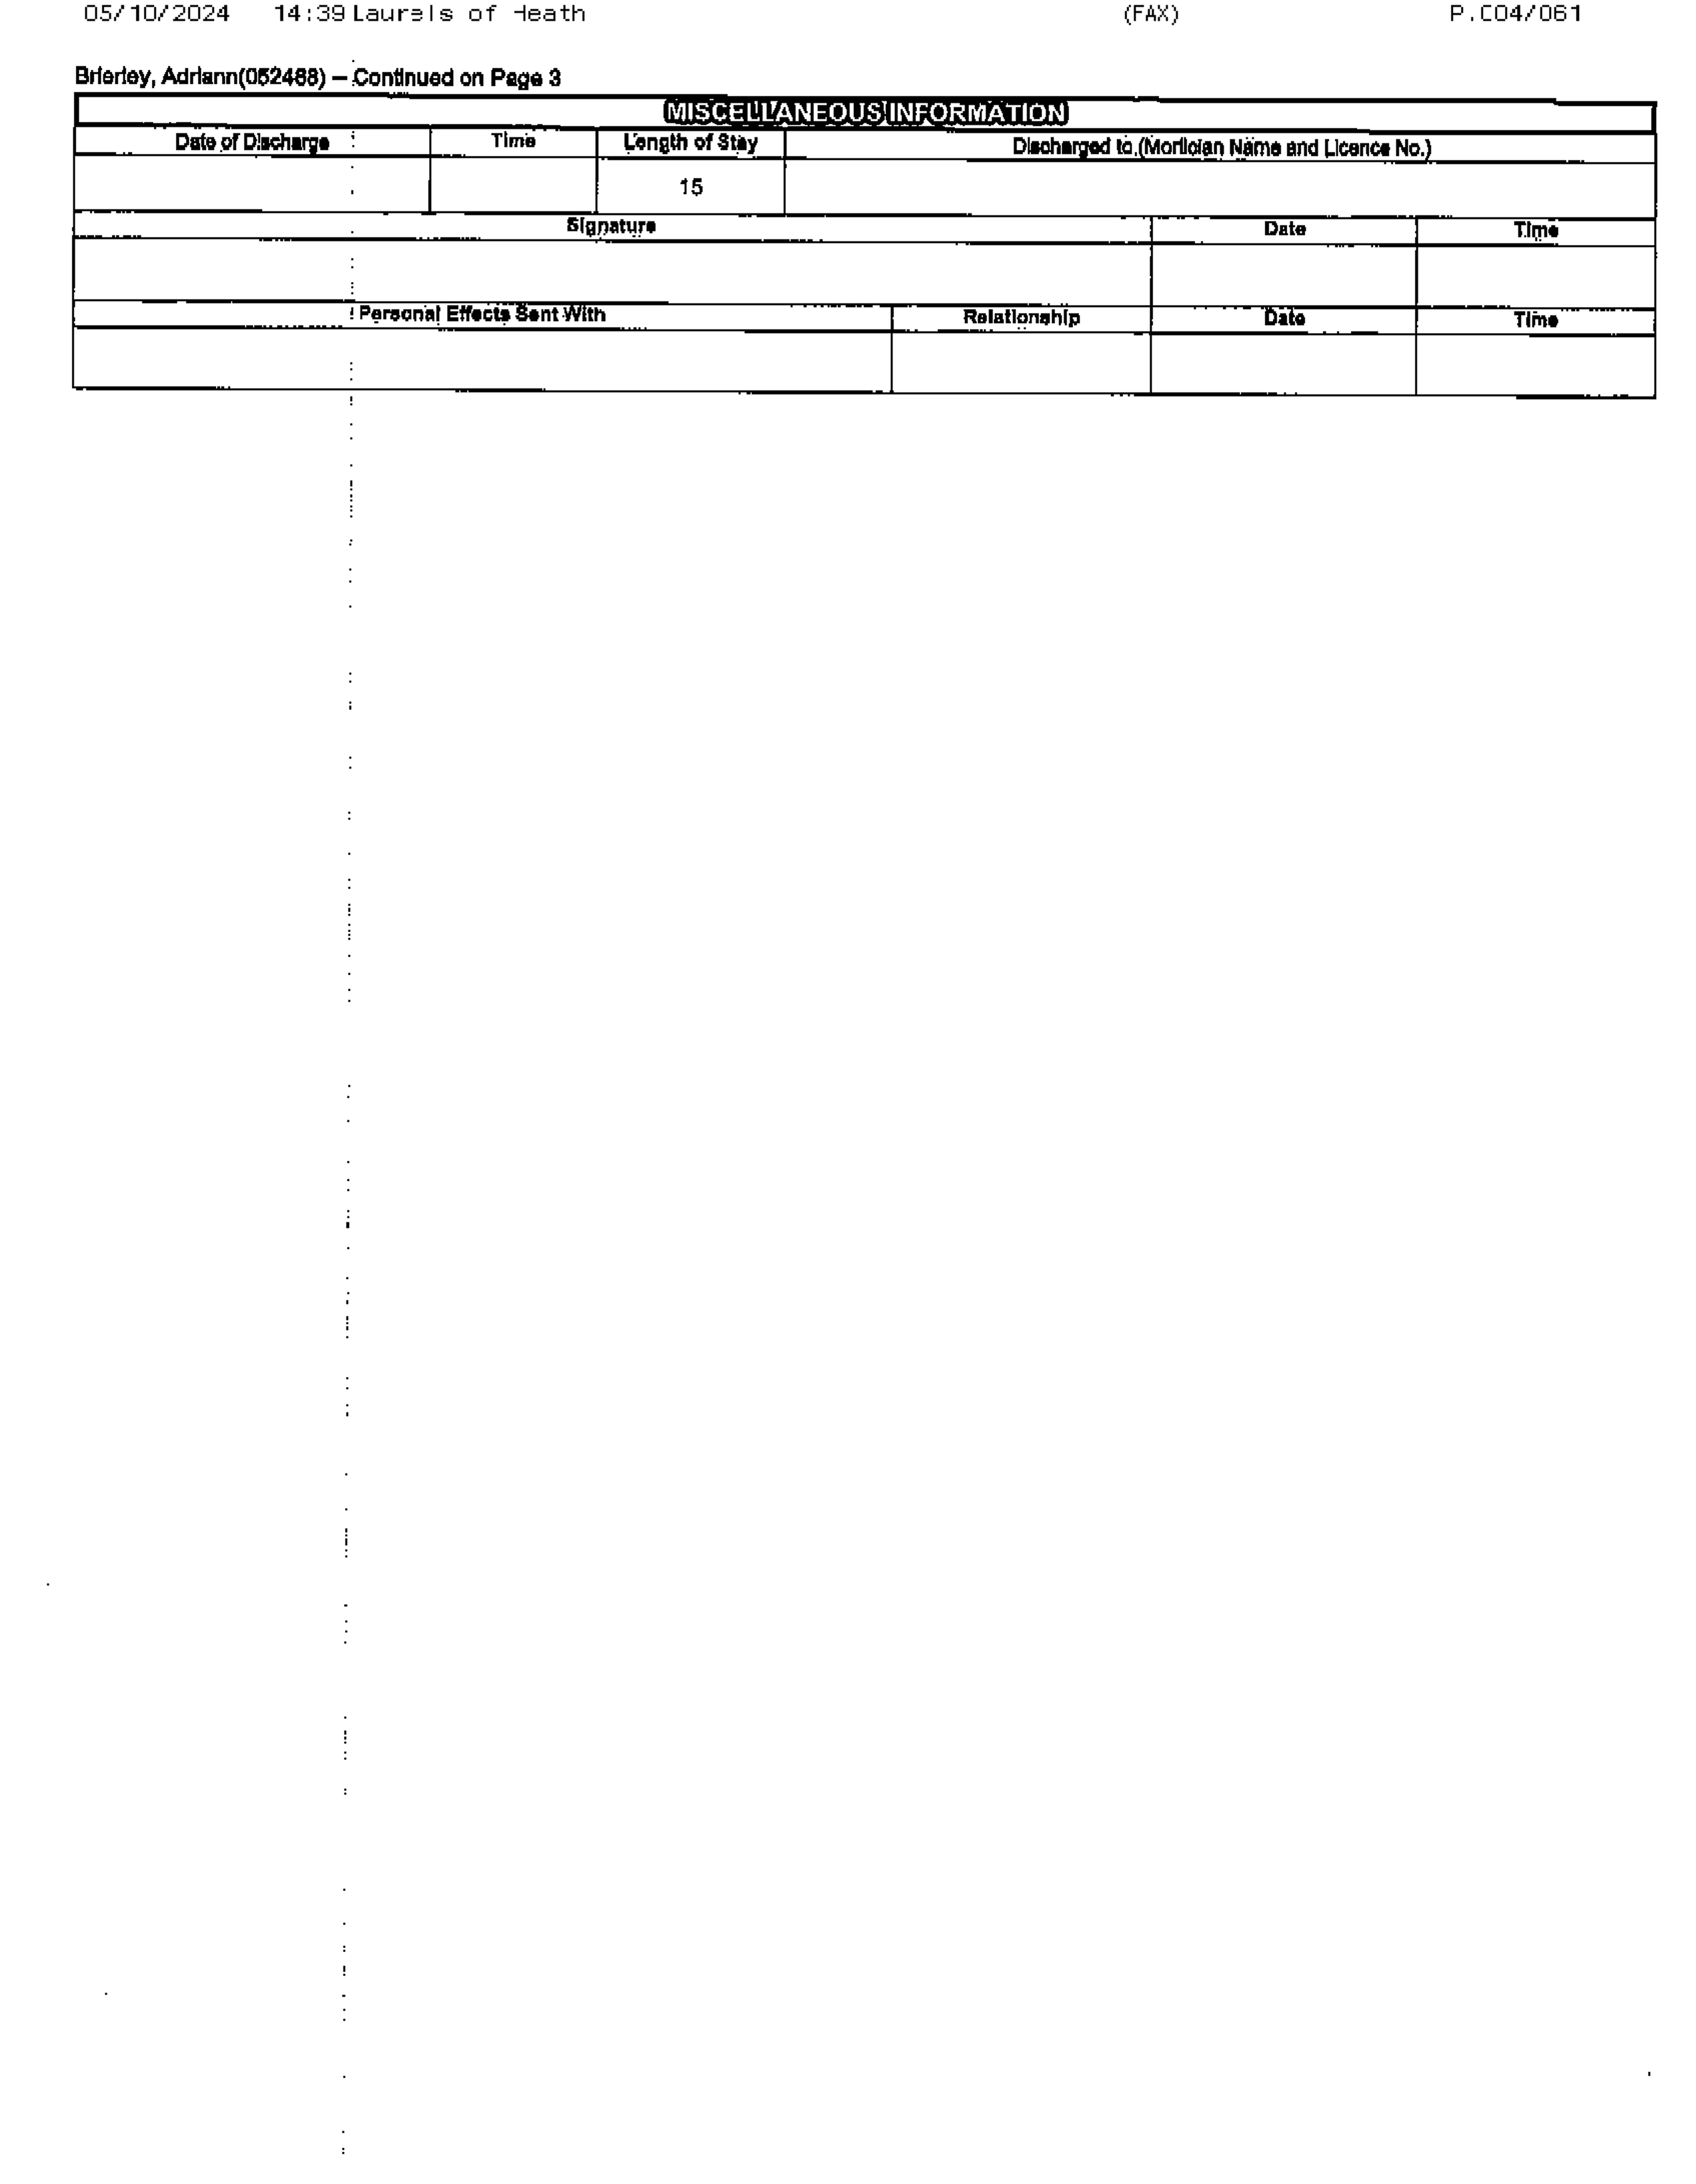 05/10/2024 14:39 Laurels of Heath (FAX) P.004/061
Brierley, Adriann(052488) – Continued on Page 3
MISCELLANEOUS INFORMATION
Date of Discharge Time Length of Stay Discharged to (Mortician Name and Licence No.)
15
Signature Date Time
Personal Effects Sent With Relationship Date Time